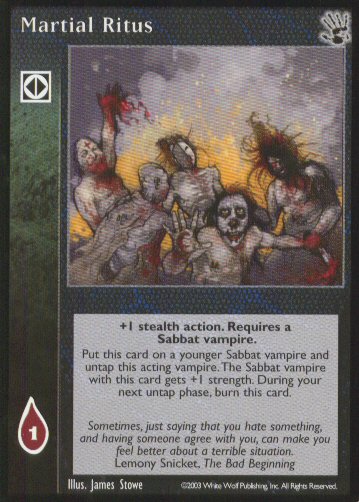 Martial Ritus
+1 stealth action. Requires a
Sabbat vampire.
Put this card on a younger Sabbat vampire and
untap this acting vampire. The Sabbat vampire
with this card gets +1 strength. During your
next untap phase, burn this card.
Sometimes, just saying that you hate something,
and having someone agree with you, can make you
feel better about a terrible situation.
Lemony Snicket, The Bad Beginning
1
Illus. James Stowe
©2003 White Wolf Publishing, Inc. All Rights Reserved.